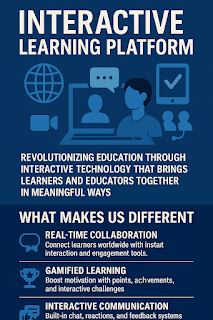 INTERACTIVE
LEARNING PLATFORM
REVOLUTIONIZING EDUCATION THROUGH
INTERACTIVE TECHNOLOGY THAT BRINGS
LEARNERS AND EDUCATORS TOGETHER
IN MEANINGFUL WAYS
WHAT MAKES US DIFFERENT
REAL-TIME COLLABORATION
Connect learners worldwide with instart
interaction and engagement tools.
GAMIFIED LEARNING
Boost motivation with points, achvements,
and interactive challenges
INTERACTIVE COMMUNICATION
Built-in chat, reactions, and feedback systems